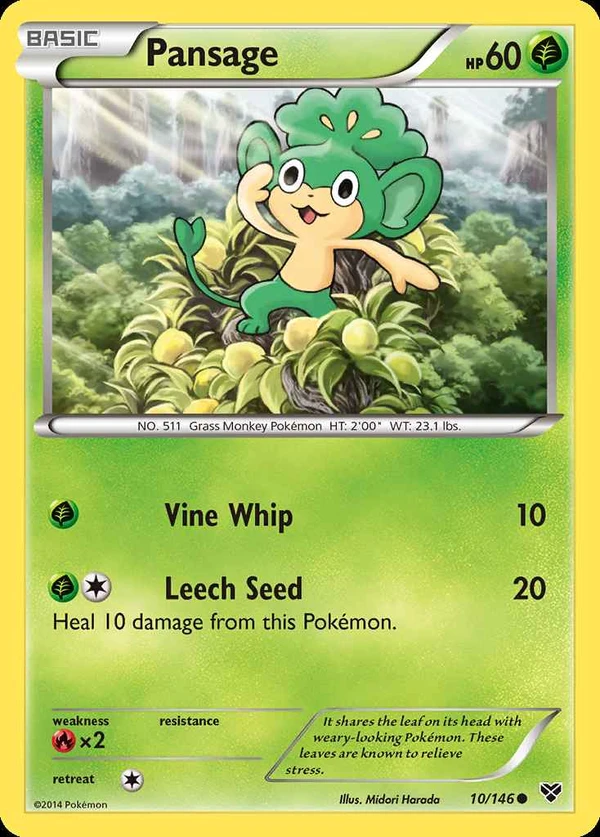 BASIC
Pansage
HP60
NO. 511 Grass Monkey Pokémon HT: 2'00" WT: 23.1 lbs.
Vine Whip 10
Leech Seed 20
Heal 10 damage from this Pokémon.
weakness resistance
×2
retreat
It shares the leaf on its head with
weary-looking Pokémon. These
leaves are known to relieve
stress.
©2014 Pokémon
Illus. Midori Harada 10/146